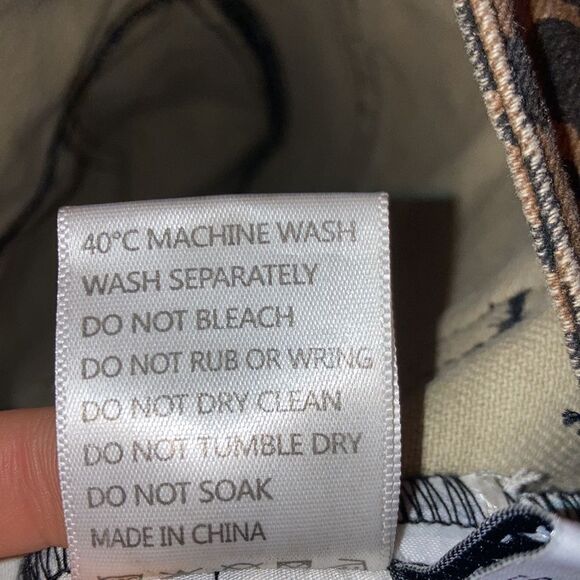 40°C MACHINE WASH
WASH SEPARATELY
DO NOT BLEACH
DO NOT RUB OR WRING
DO NOT DRY CLEAN
DO NOT TUMBLE DRY
DO NOT SOAK
MADE IN CHINA